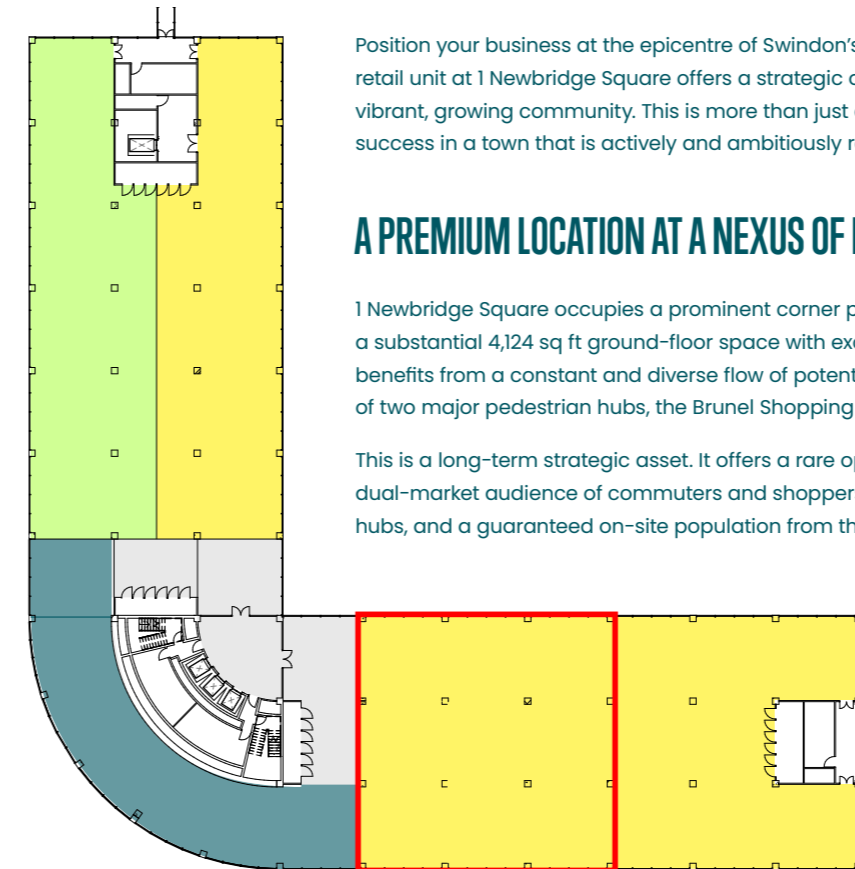 Position your business at the epicentre of Swindon's
retail unit at 1 Newbridge Square offers a strategic
vibrant, growing community. This is more than just
success in a town that is actively and ambitiously
A PREMIUM LOCATION AT A NEXUS OF
1 Newbridge Square occupies a prominent corner
a substantial 4,124 sq ft ground-floor space with
benefits from a constant and diverse flow of
of two major pedestrian hubs, the Brunel Shopping
This is a long-term strategic asset. It offers a rare
dual-market audience of commuters and
hubs, and a guaranteed on-site population from